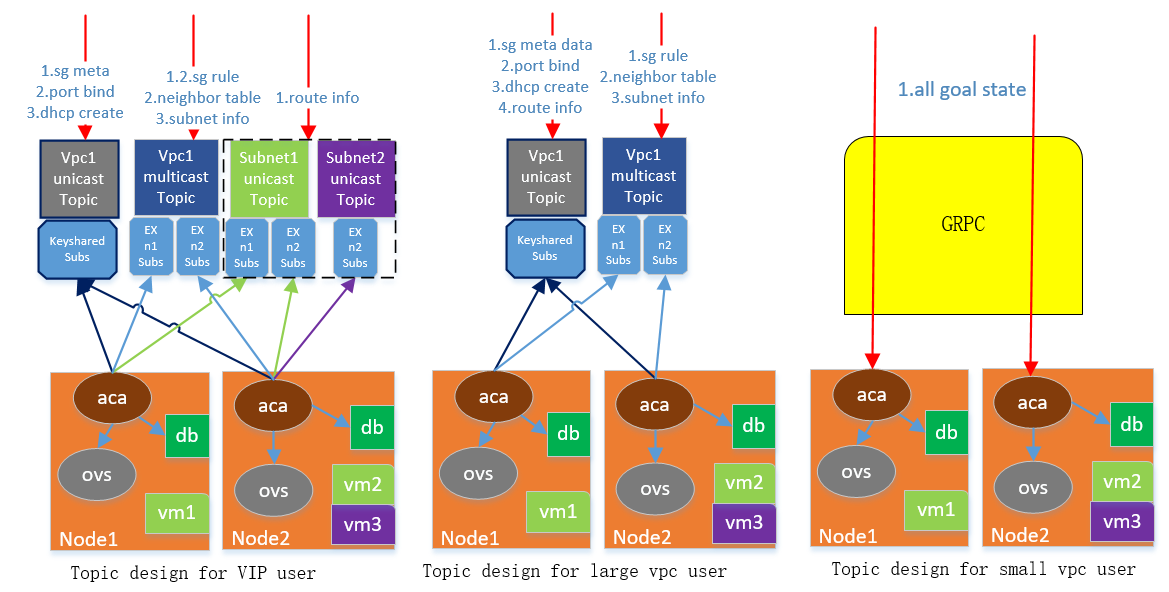 1.sg meta
2.port bind
3.dhcp create
1.2.sg rule
2.neighbor table
3.subnet info
1.route info
Vpc1
unicast
Topic
Vpc1
multicast
Topic
Subnet1
unicast
Topic
Subnet2
unicast
Topic
Keyshared
Subs
EX
n1
Subs
EX
n2
Subs
EX
n1
Subs
EX
n2
Subs
EX
n2
Subs
aca
db
ovs
vm1
Node1
aca
db
ovs
vm2
vm3
Node2
Topic design for VIP user
1.sg meta data
2.port bind
3.dhcp create
4.route info
1.sg rule
2.neighbor table
3.subnet info
Vpc1
unicast
Topic
Vpc1
multicast
Topic
Keyshared
Subs
EX
n1
Subs
EX
n2
Subs
aca
db
ovs
vm1
Node1
aca
db
ovs
vm2
vm3
Node2
Topic design for large vpc user
1.all goal state
GRPC
aca
db
ovs
vm1
Node1
aca
db
ovs
vm2
vm3
Node2
Topic design for small vpc user